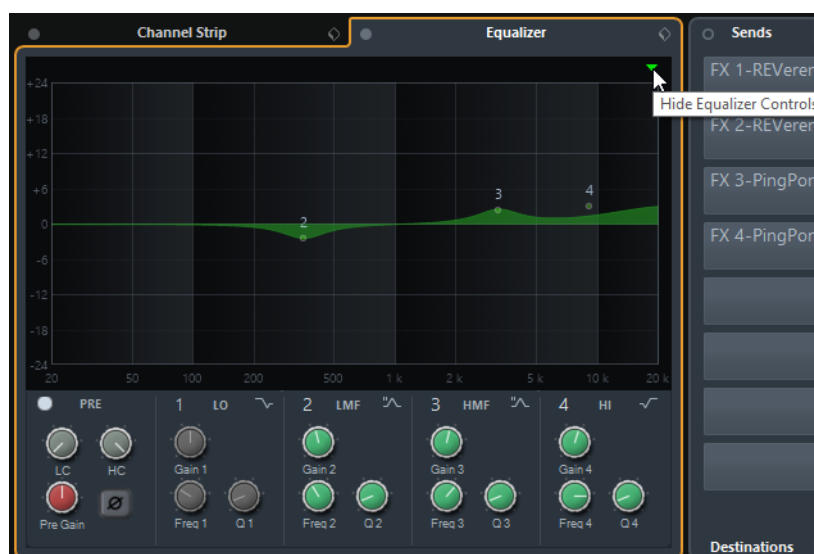 Channel Strip
Equalizer
Sends
FX 1-REVeren
Hide Equalizer Controls
FX 2-REVeren
FX 3-PingPon
FX 4-PingPon
+24
+18
+12
+6
0
-6
-12
-18
-24
2
3
4
20 50 100 200 500 1 k 2 k 5 k 10 k 20 k
PRE 1 LO 2 LMF 3 HMF 4 HI
LC HC Gain 1 Gain 2 Gain 3 Gain 4
Pre Gain Ø Freq 1 Q 1 Freq 2 Q 2 Freq 3 Q 3 Freq 4 Q 4
Destinations